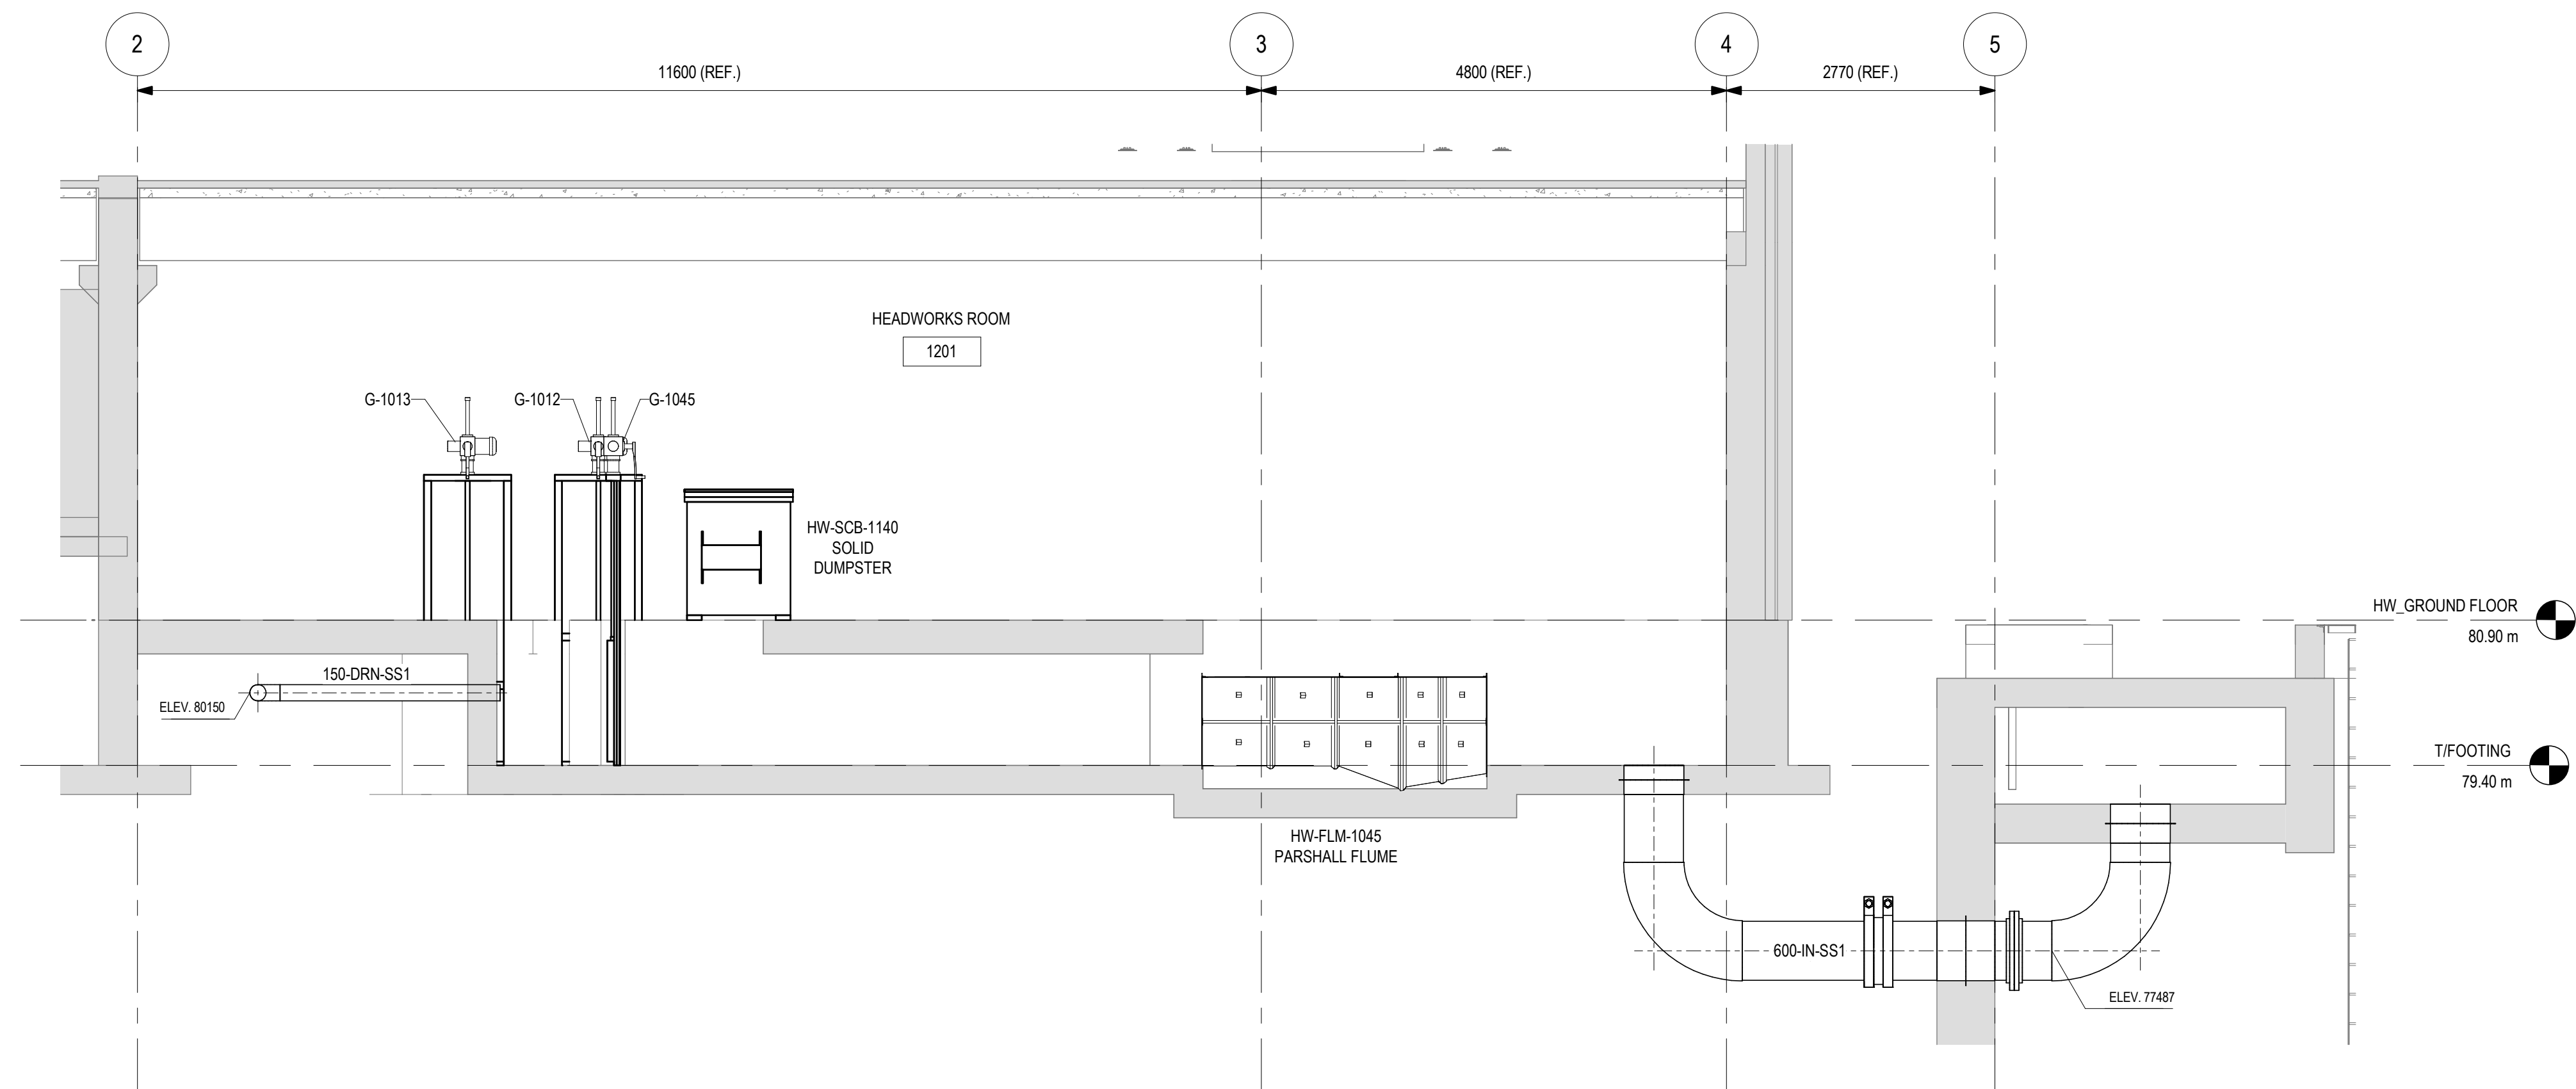 2
3
4
5
11600 (REF.)
4800 (REF.)
2770 (REF.)
HEADWORKS ROOM
1201
G-1013
G-1012
G-1045
HW-SCB-1140
SOLID
DUMPSTER
HW_GROUND FLOOR
80.90 m
150-DRN-SS1
ELEV. 80150
T/FOOTING
79.40 m
HW-FLM-1045
PARSHALL FLUME
600-IN-SS1
ELEV. 77487